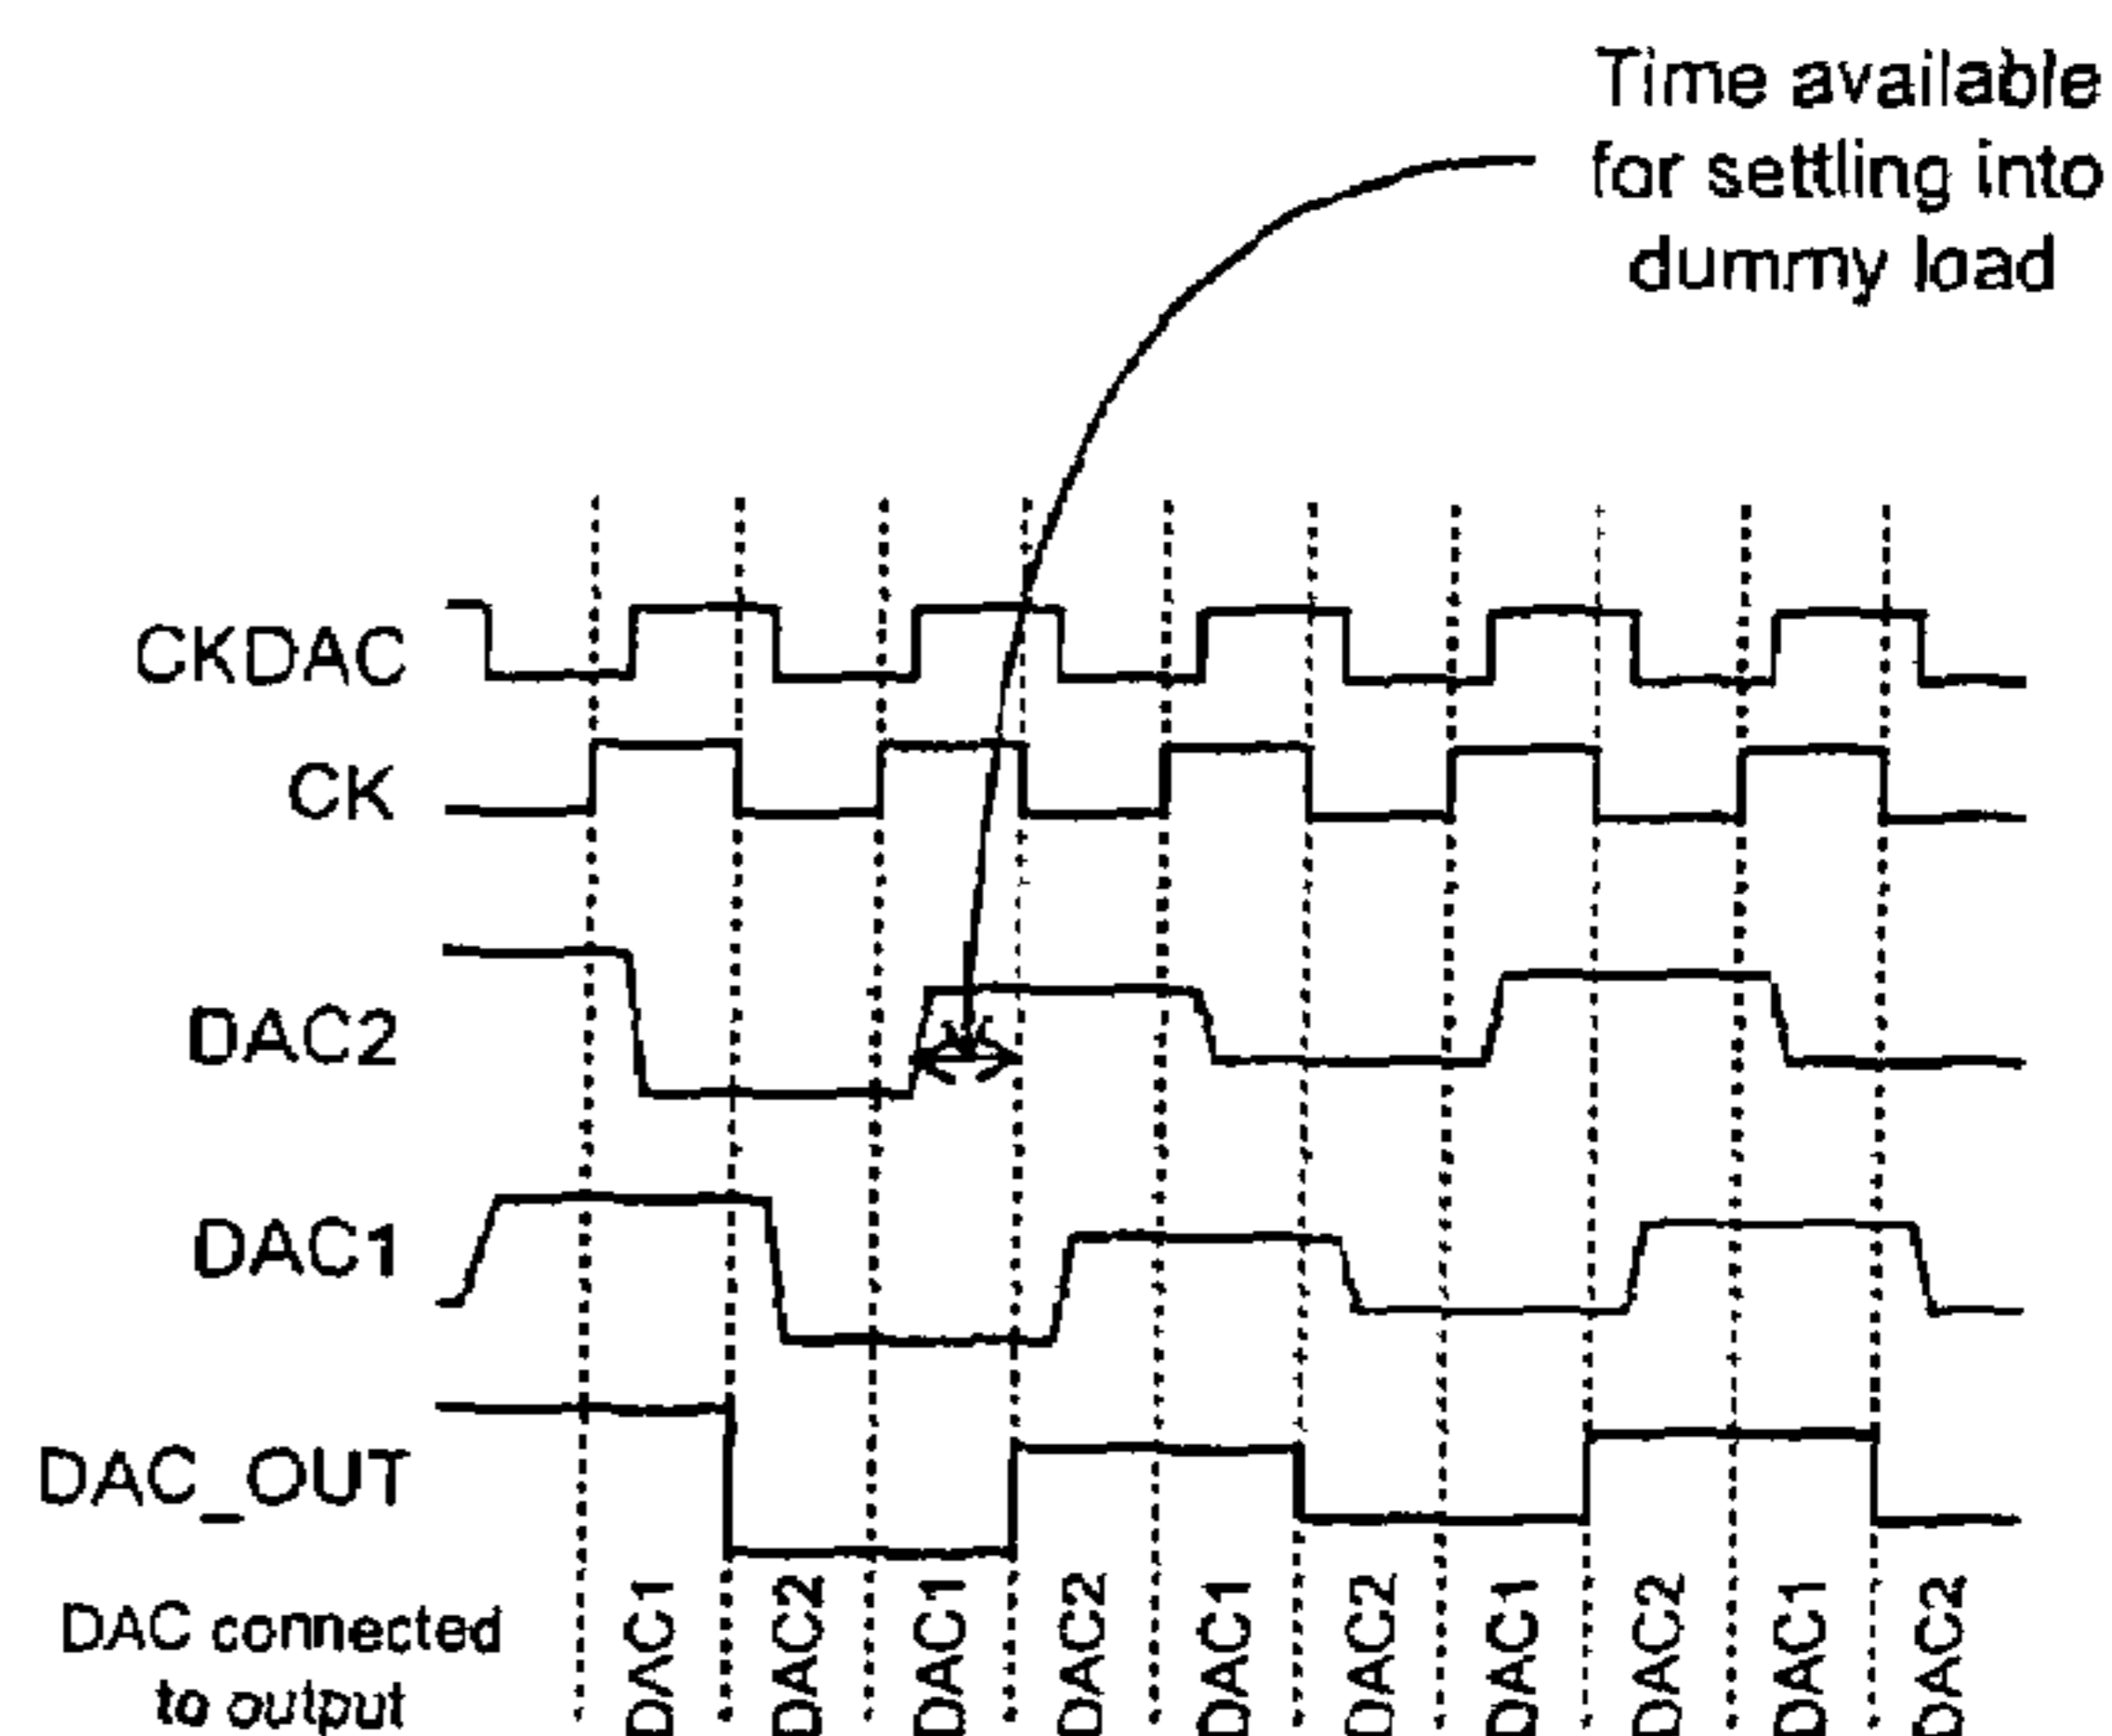 Time available
for settling into
dummy load
CKDAC
CK
DAC2
DAC1
DAC_OUT
DAC connected
to output
DAC1
DAC2
DAC1
DAC2
DAC1
DAC2
DAC1
DAC2
DAC1
DAC2